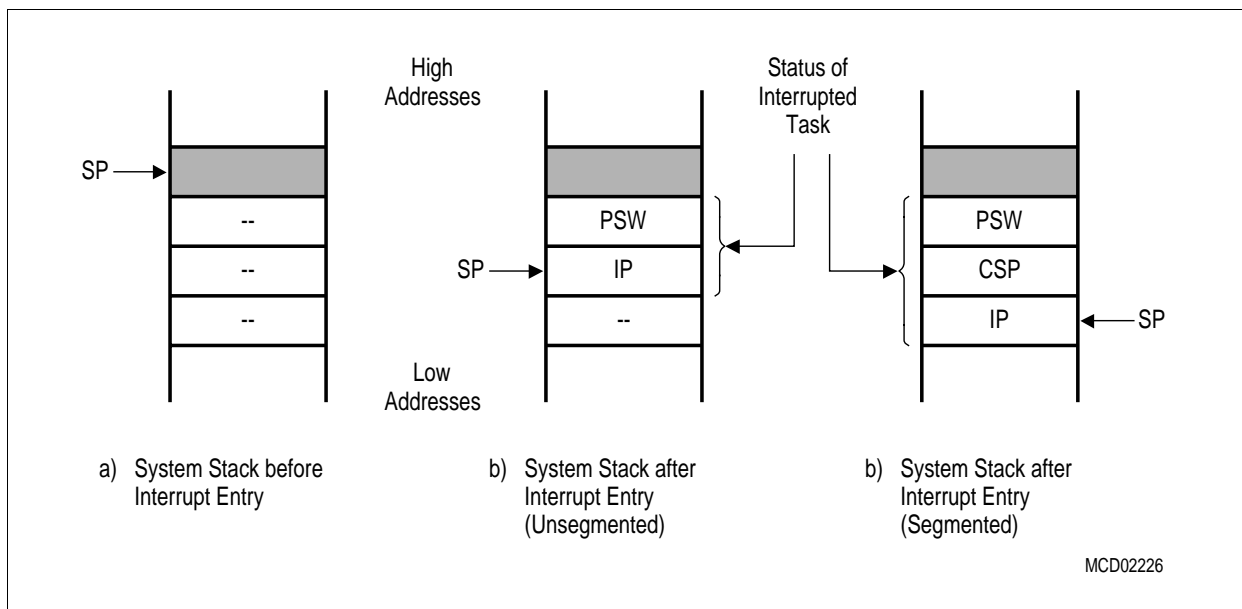 High
Addresses
Status of
Interrupted
Task
SP
--
PSW
PSW
--
SP
IP
CSP
--
--
IP
SP
Low
Addresses
a) System Stack before
Interrupt Entry
b) System Stack after
Interrupt Entry
(Unsegmented)
b) System Stack after
Interrupt Entry
(Segmented)
MCD02226